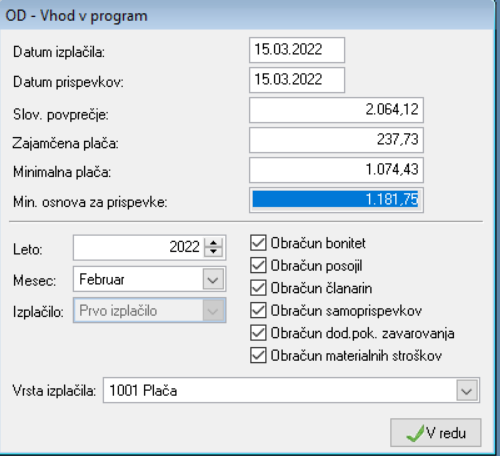 OD - Vhod v program
Datum izplačila: 15.03.2022
Datum prispevkov: 15.03.2022
Slov. povprečje: 2.064,12
Zajamčena plača: 237,73
Minimalna plača: 1.074,43
Min. osnova za prispevke: 1.181,75
Leto: 2022
Mesec: Februar
Izplačilo: Prvo izplačilo
Obračun bonitet
Obračun posojil
Obračun članarin
Obračun samoprispevkov
Obračun dod.pok. zavarovanja
Obračun materialnih stroškov
Vrsta izplačila: 1001 Plača
V redu